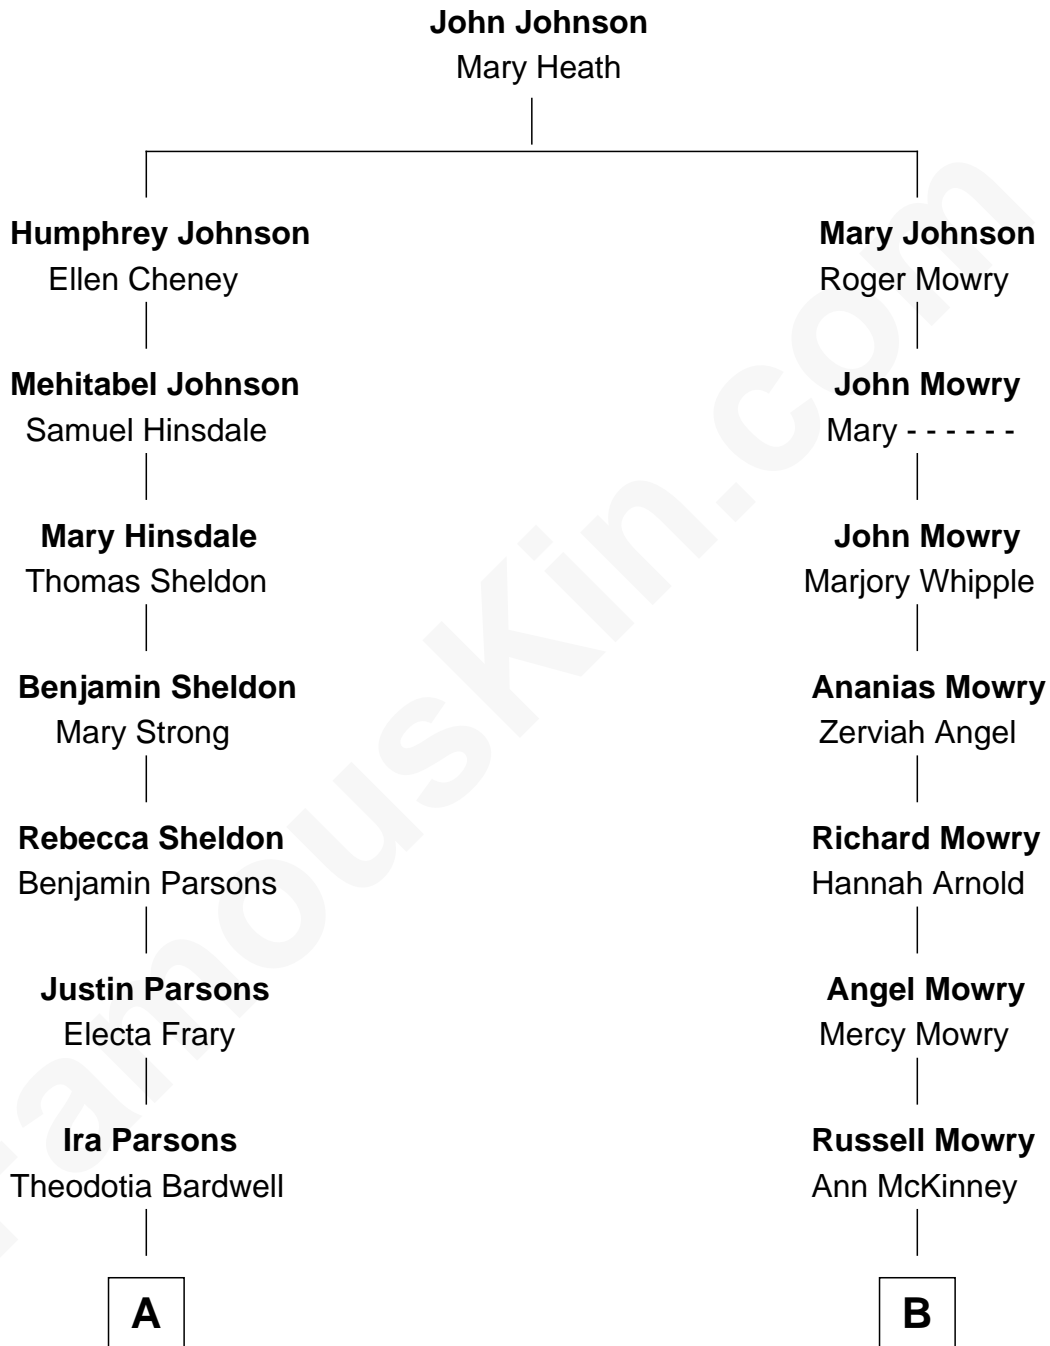 John Johnson
Mary Heath
Humphrey Johnson
Ellen Cheney
Mary Johnson
Roger Mowry
Mehitabel Johnson
Samuel Hinsdale
John Mowry
Mary - - - - - -
Mary Hinsdale
Thomas Sheldon
John Mowry
Marjory Whipple
Benjamin Sheldon
Mary Strong
Ananias Mowry
Zerviah Angel
Rebecca Sheldon
Benjamin Parsons
Richard Mowry
Hannah Arnold
Justin Parsons
Electa Frary
Angel Mowry
Mercy Mowry
Ira Parsons
Theodotia Bardwell
Russell Mowry
Ann McKinney
A
B
FamousKin.com